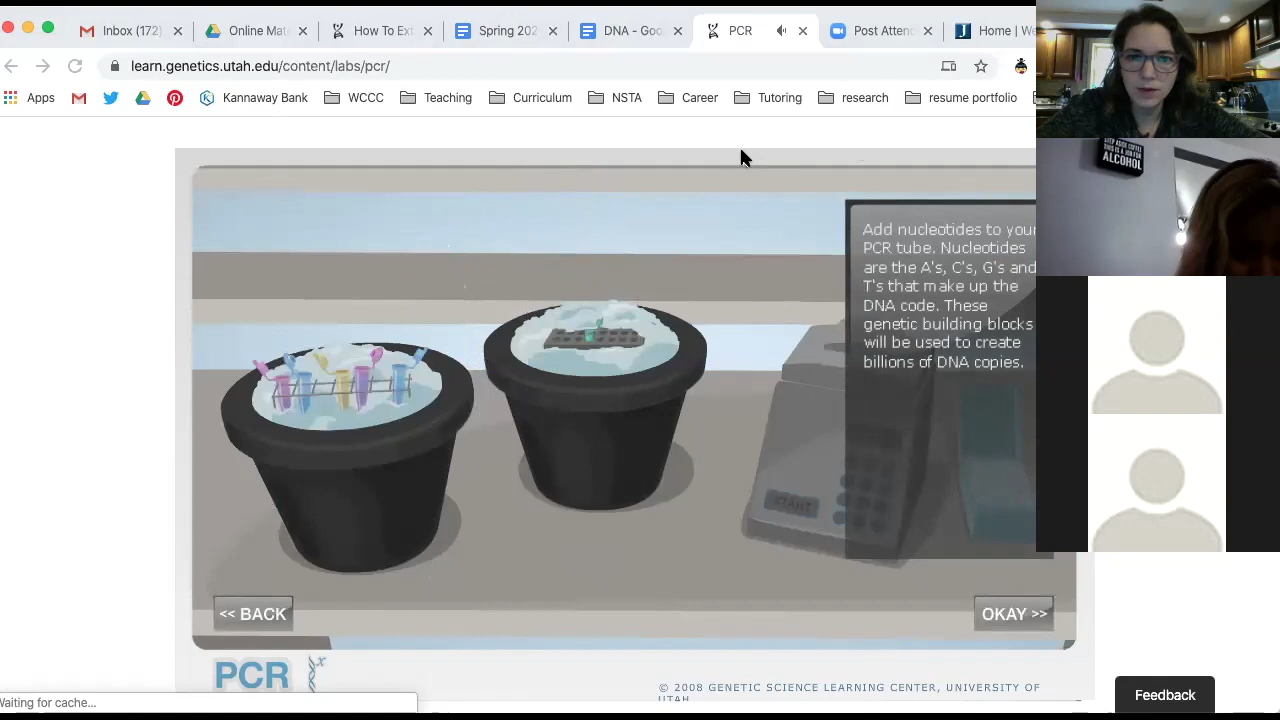 Inbox (172)
Online Mat
How To Ex
Spring 202
DNA - Goo
PCR
Post Atten
Home | We
learn.genetics.utah.edu/content/labs/pcr/
Apps
Kannaway Bank
WCCC
Teaching
Curriculum
NSTA
Career
Tutoring
research
resume portfolio
ALCOHOL
Add nucleotides to your
PCR tube. Nucleotides
are the A's, C's, G's and
T's that make up the
DNA code. These
genetic building blocks
will be used to create
billions of DNA copies.
START
<< BACK
OKAY >>
PCR
© 2008 GENETIC SCIENCE LEARNING CENTER, UNIVERSITY OF
UTAH
Waiting for cache...
Feedback